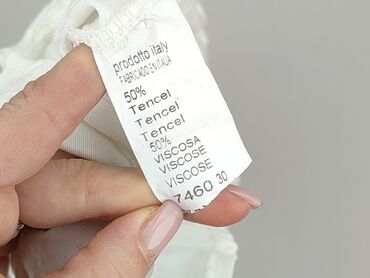 prodotto italy
FABRICADO EN ITALIA
50%
Tencel
Tencel
Tencel
50%
VISCOSA
VISCOSE
VISCOSE
7460 30